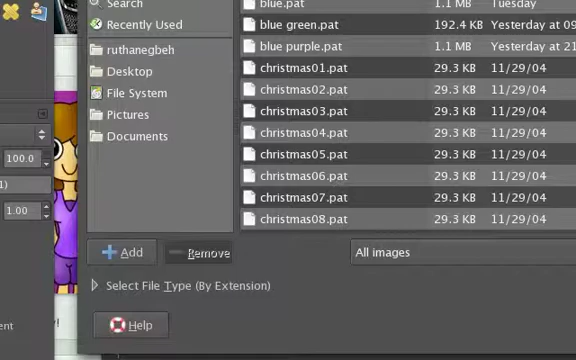 Search
blue.pat 1.1 MB Tuesday
Recently Used
blue green.pat 192.4 KB Yesterday at 09
ruthanegbeh
blue purple.pat 1.1 MB Yesterday at 21
Desktop
christmas01.pat 29.3 KB 11/29/04
File System
christmas02.pat 29.3 KB 11/29/04
Pictures
christmas03.pat 29.3 KB 11/29/04
Documents
christmas04.pat 29.3 KB 11/29/04
100.0
christmas05.pat 29.3 KB 11/29/04
1)
christmas06.pat 29.3 KB 11/29/04
1.00
christmas07.pat 29.3 KB 11/29/04
christmas08.pat 29.3 KB 11/29/04
Add Remove All images
Select File Type (By Extension)
ent Help